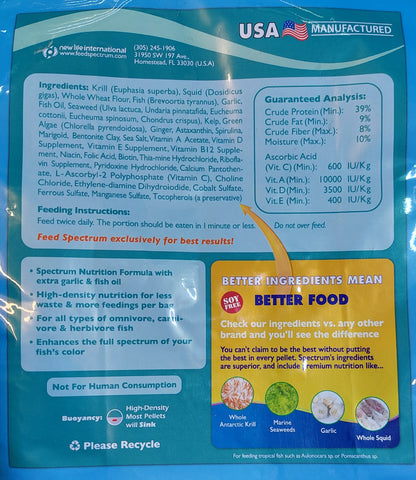 USA MANUFACTURED
new life international
www.feedspectrum.com
(305) 245-1906
31950 SW 197 Ave.,
Homestead, FL 33030 (U.S.A)
Ingredients: Krill (Euphasia superba), Squid (Dosidicus
gigas), Whole Wheat Flour, Fish (Brevoortia tyrannus), Garlic,
Fish Oil, Seaweed (Ulva lactuca, Undaria pinnatafida, Eucheuma
cottonii, Eucheuma spinosum, Chondrus crispus), Kelp, Green
Algae (Chlorella pyrendoidosa), Ginger, Astaxanthin, Spirulina,
Marigold, Bentonite Clay, Sea Salt, Vitamin A Acetate, Vitamin D
Supplement, Vitamin E Supplement, Vitamin B12 Supple-
ment, Niacin, Folic Acid, Biotin, Thia-mine Hydrochloride, Ribofla-
vin Supplement, Pyridoxine Hydrochloride, Calcium Pantothen-
ate, L-Ascorbyl-2 Polyphosphate (Vitamin C), Choline
Chloride, Ethylene-diamine Dihydroiodide, Cobalt Sulfate,
Ferrous Sulfate, Manganese Sulfate, Tocopherols (a preservative)
Feeding Instructions:
Feed twice daily. The portion should be eaten in 1 minute or less. Do not over feed.
Feed Spectrum exclusively for best results!
Guaranteed Analysis:
Crude Protein (Min.): 39%
Crude Fat (Min.): 9%
Crude Fiber (Max.): 8%
Moisture (Max.): 10%
Ascorbic Acid
(Vit. C) (Min.): 600 IU/Kg
Vit. A (Min.): 10000 IU/Kg
Vit. D (Min.): 3500 IU/Kg
Vit. E (Min.): 400 IU/Kg
• Spectrum Nutrition Formula with
extra garlic & fish oil
• High-density nutrition for less
waste & more feedings per bag
• For all types of omnivore, carni-
vore & herbivore fish
• Enhances the full spectrum of your
fish's color
Not For Human Consumption
Buoyancy:
High-Density
Most Pellets
will Sink
Please Recycle
BETTER INGREDIENTS MEAN
SOY FREE
BETTER FOOD
Check our ingredients vs. any other
brand and you'll see the difference
You can't claim to be the best without putting
the best in every pellet. Spectrum's ingredients
are superior, and include premium nutrition like...
Whole
Antarctic Krill
Marine
Seaweeds
Garlic
Whole Squid
For feeding tropical fish such as Aulonocara sp. or Pomacanthus sp.